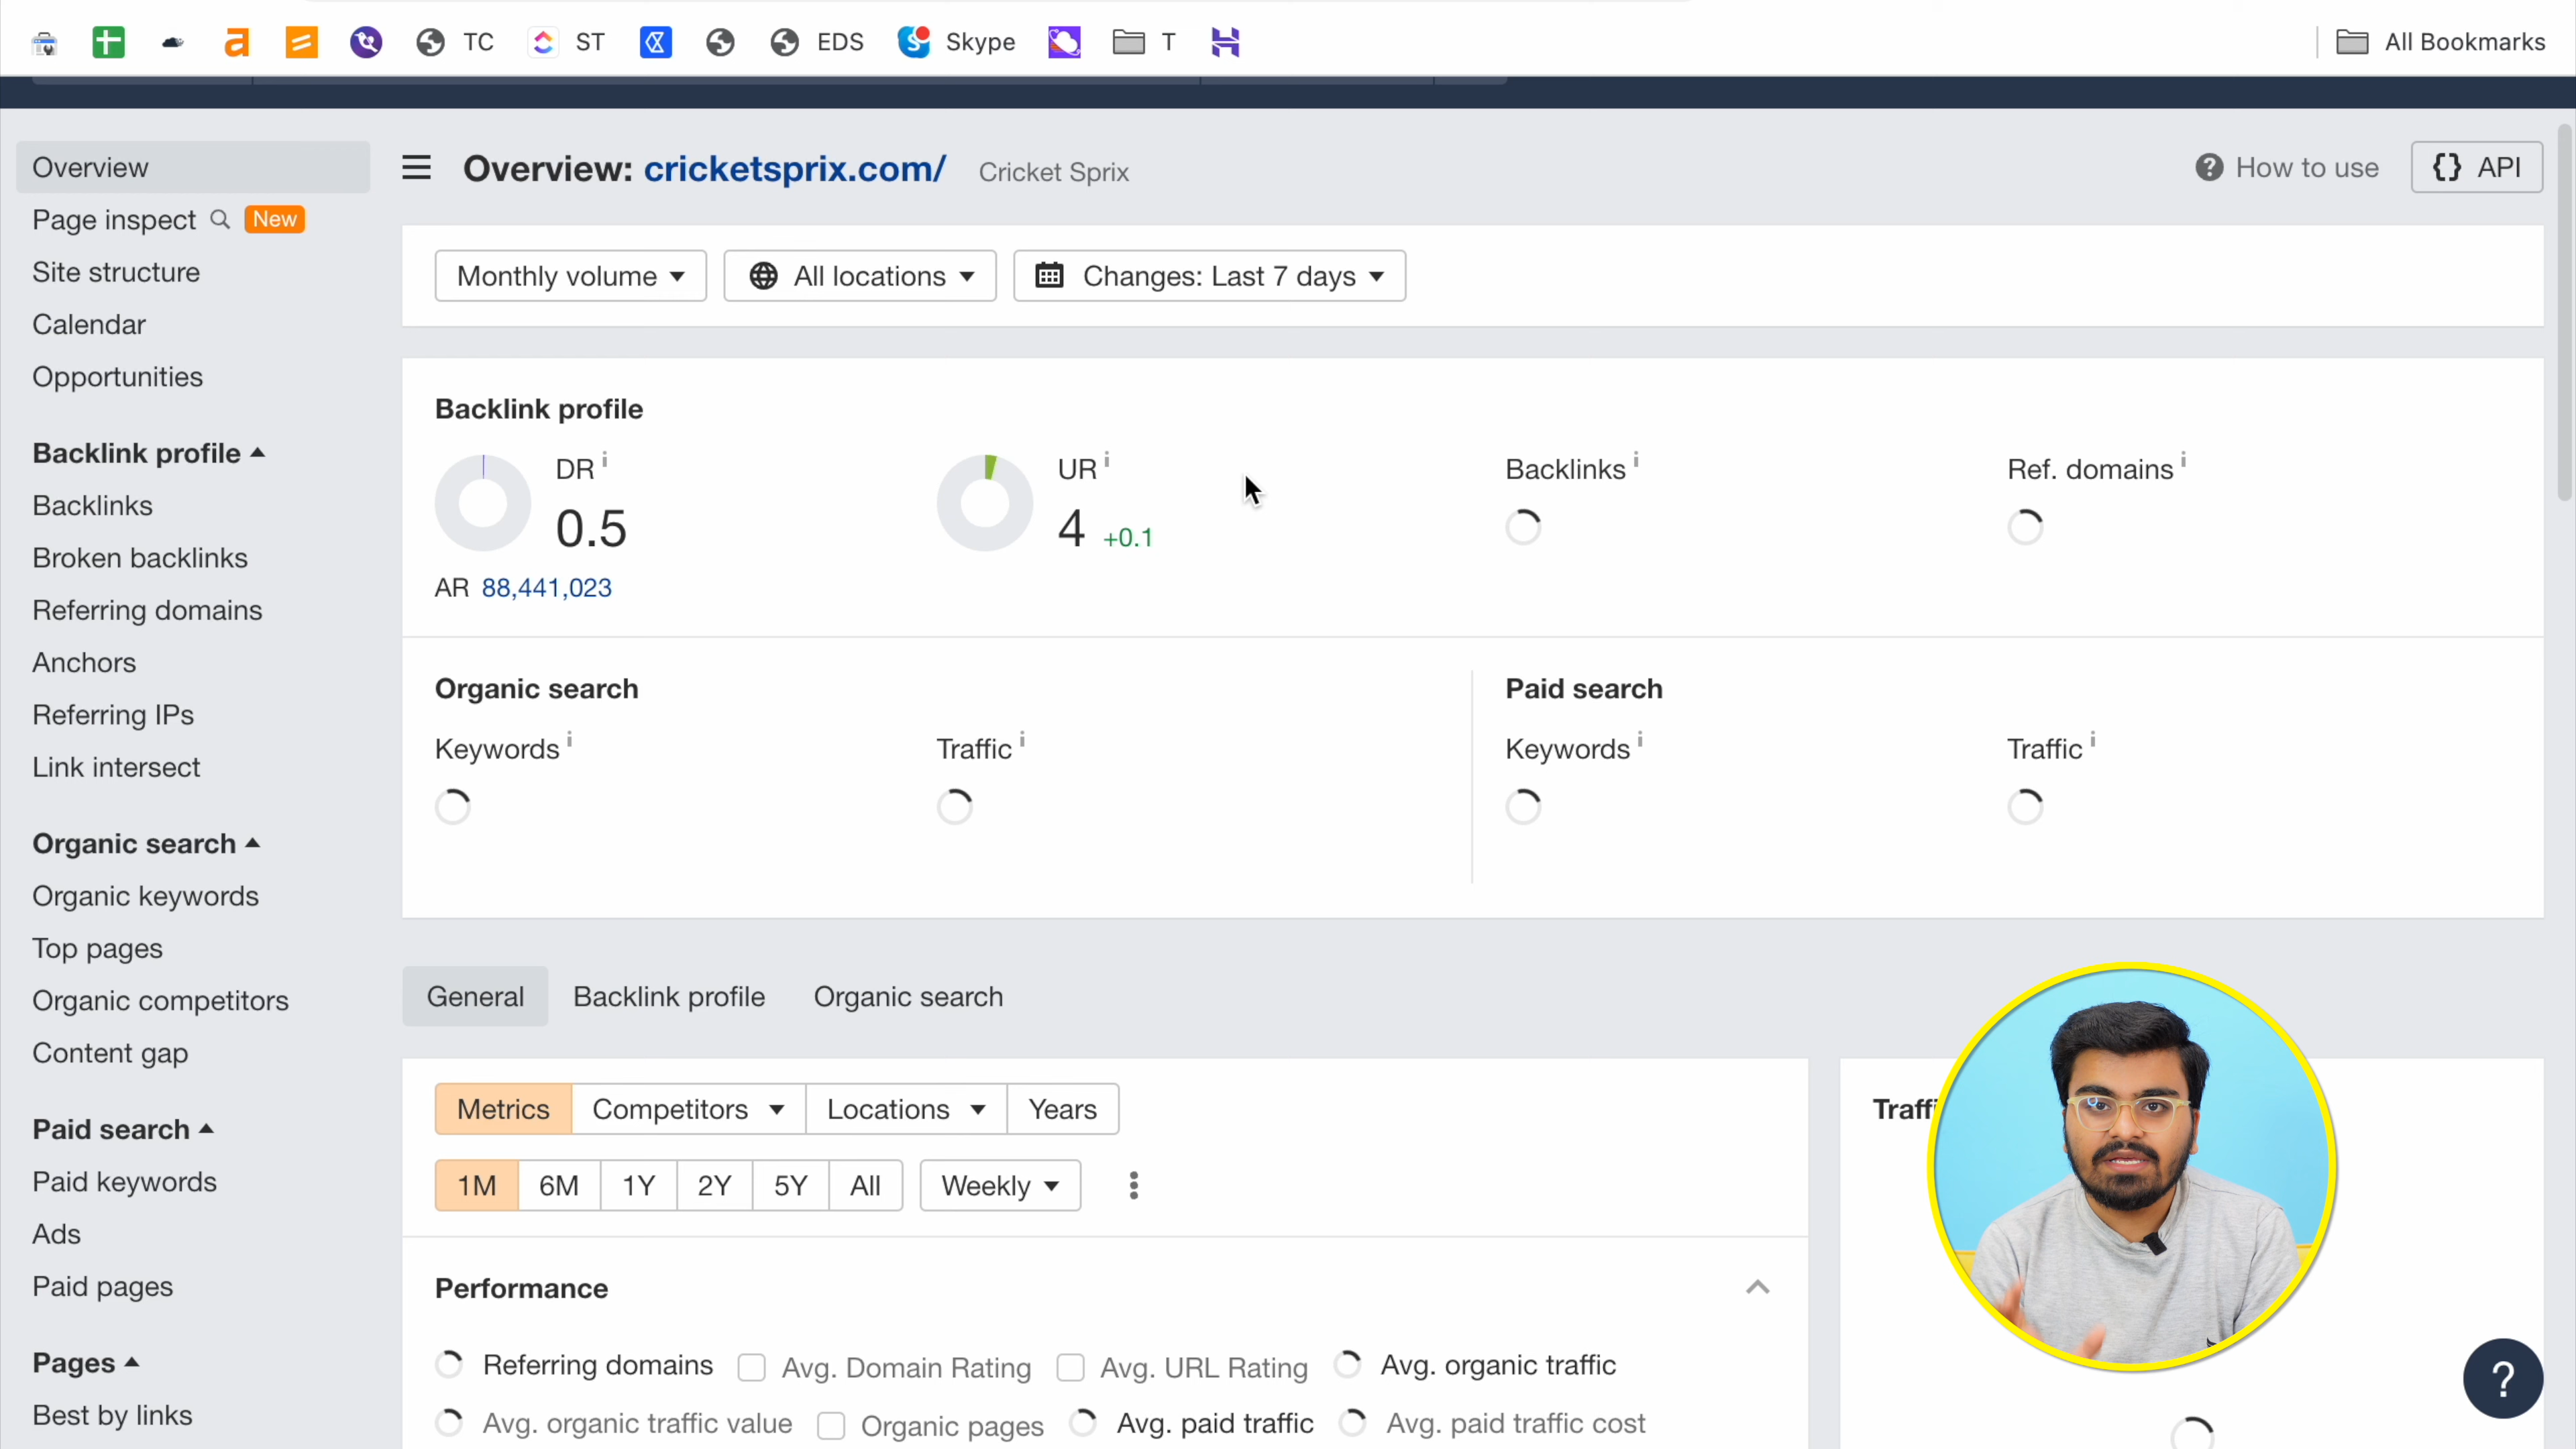 TC
ST
EDS
Skype
T
All Bookmarks
Overview
Page inspect New
Site structure
Calendar
Opportunities
Backlink profile
Backlinks
Broken backlinks
Referring domains
Anchors
Referring IPs
Link intersect
Organic search
Organic keywords
Top pages
Organic competitors
Content gap
Paid search
Paid keywords
Ads
Paid pages
Pages
Best by links
Overview: cricketsprix.com/ Cricket Sprix
How to use
{} API
Monthly volume
All locations
Changes: Last 7 days
Backlink profile
DR i
0.5
AR 88,441,023
UR i
4 +0.1
Backlinks i
Ref. domains i
Organic search
Keywords i
Traffic i
Paid search
Keywords i
Traffic i
General
Backlink profile
Organic search
Metrics
Competitors
Locations
Years
1M 6M 1Y 2Y 5Y All
Weekly
Performance
Referring domains
Avg. Domain Rating
Avg. URL Rating
Avg. organic traffic
Avg. organic traffic value
Organic pages
Avg. paid traffic
Avg. paid traffic cost
?